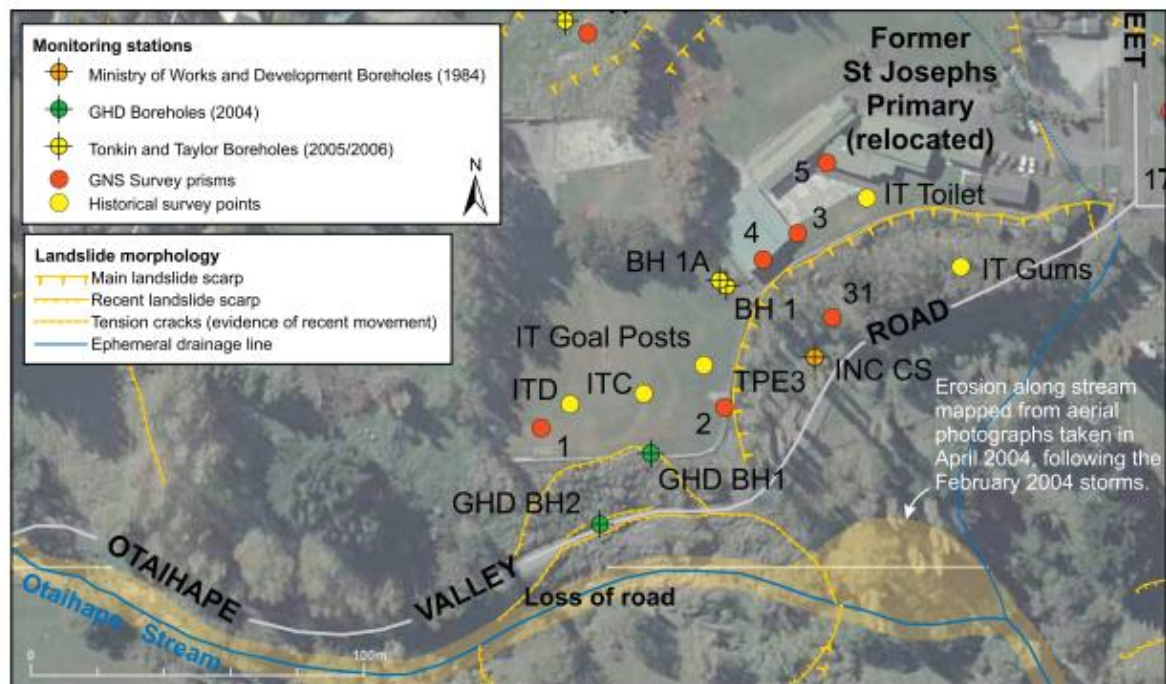 Monitoring stations
Ministry of Works and Development Boreholes (1984)
GHD Boreholes (2004)
Tonkin and Taylor Boreholes (2005/2006)
GNS Survey prisms
Historical survey points
N
Landslide morphology
Main landslide scarp
Recent landslide scarp
Tension cracks (evidence of recent movement)
Ephemeral drainage line
Former
St Josephs
Primary
(relocated)
EET
17
5
IT Toilet
3
4
BH 1A
BH 1
IT Gums
31
ROAD
IT Goal Posts
INC CS
ITD
ITC
TPE3
2
1
GHD BH1
GHD BH2
Erosion along stream
mapped from aerial
photographs taken in
April 2004, following the
February 2004 storms.
OTAIHAPE
VALLEY
Loss of road
Otaihape Stream
0
100m